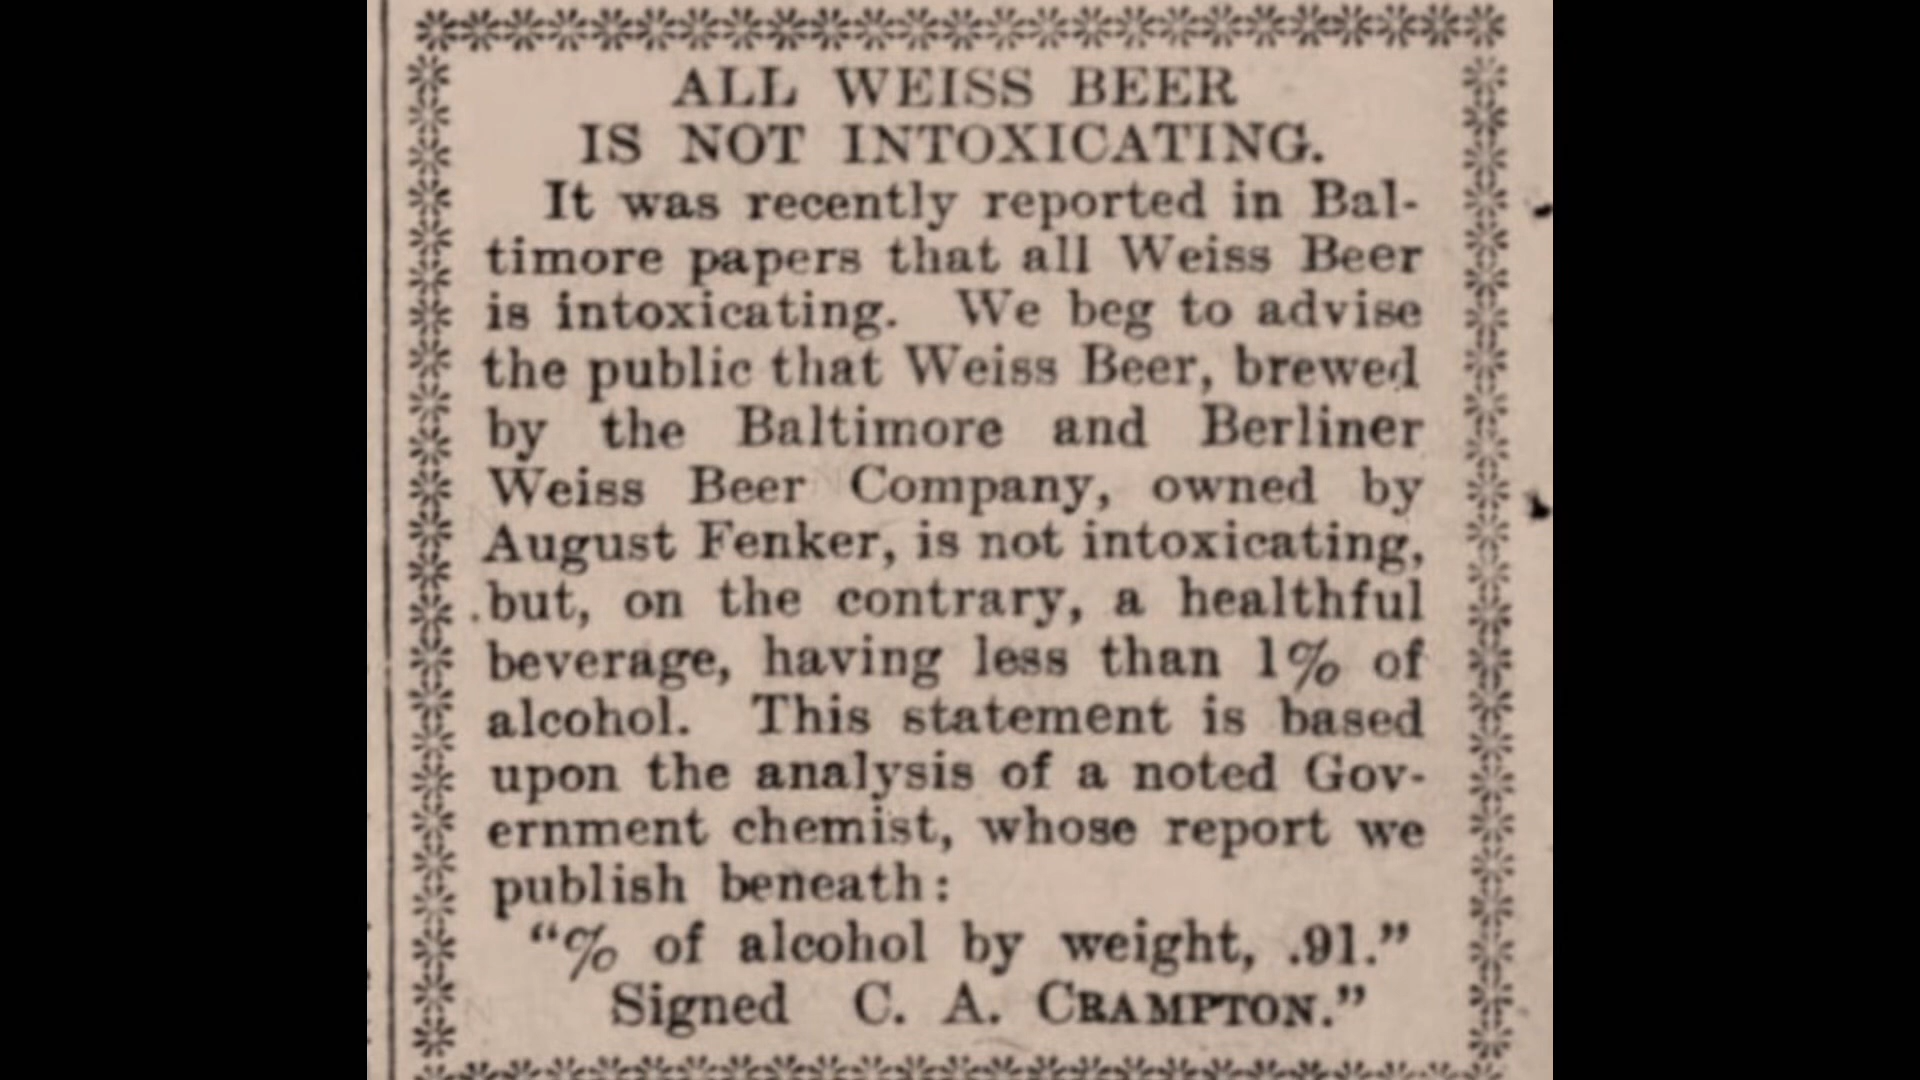 ALL WEISS BEER
IS NOT INTOXICATING.
It was recently reported in Bal-
timore papers that all Weiss Beer
is intoxicating. We beg to advise
the public that Weiss Beer, brewed
by the Baltimore and Berliner
Weiss Beer Company, owned by
August Fenker, is not intoxicating,
but, on the contrary, a healthful
beverage, having less than 1% of
alcohol. This statement is based
upon the analysis of a noted Gov-
ernment chemist, whose report we
publish beneath:
“% of alcohol by weight, .91.”
Signed C. A. CRAMPTON.”